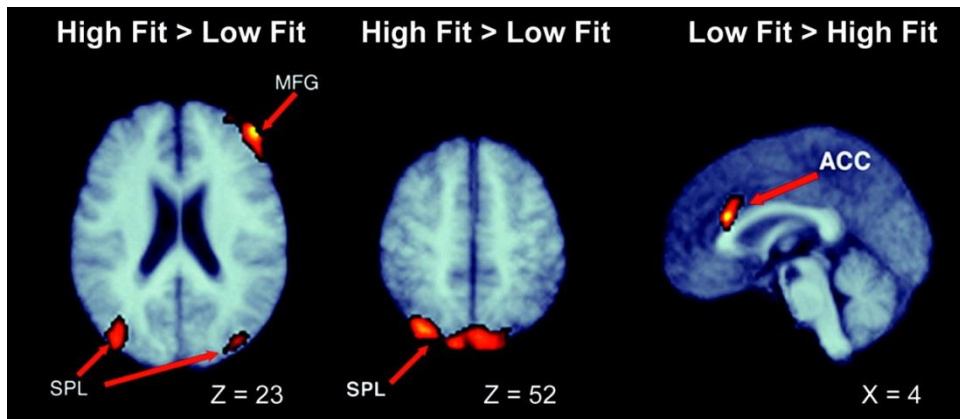 High Fit > Low Fit
High Fit > Low Fit
Low Fit > High Fit
MFG
ACC
SPL
Z = 23
SPL
Z = 52
X = 4